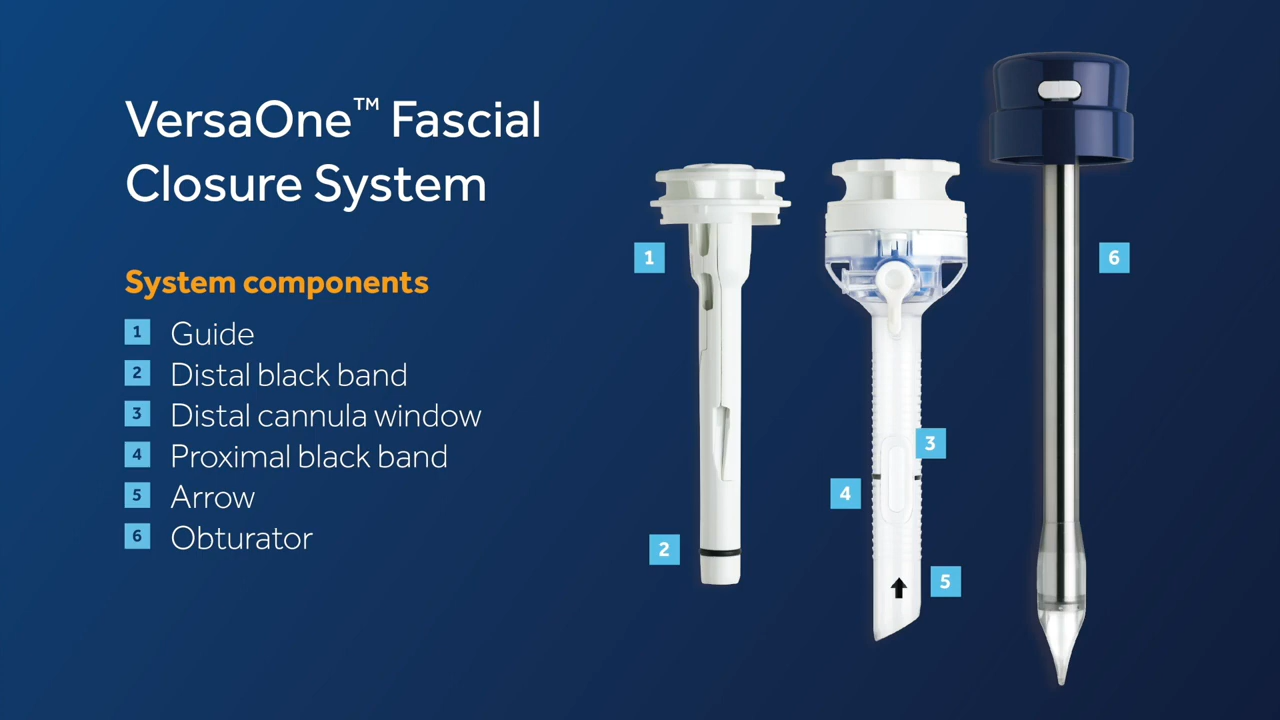 VersaOne™ Fascial
Closure System
System components
1 Guide
2 Distal black band
3 Distal cannula window
4 Proximal black band
5 Arrow
6 Obturator
1
6
3
4
2
5